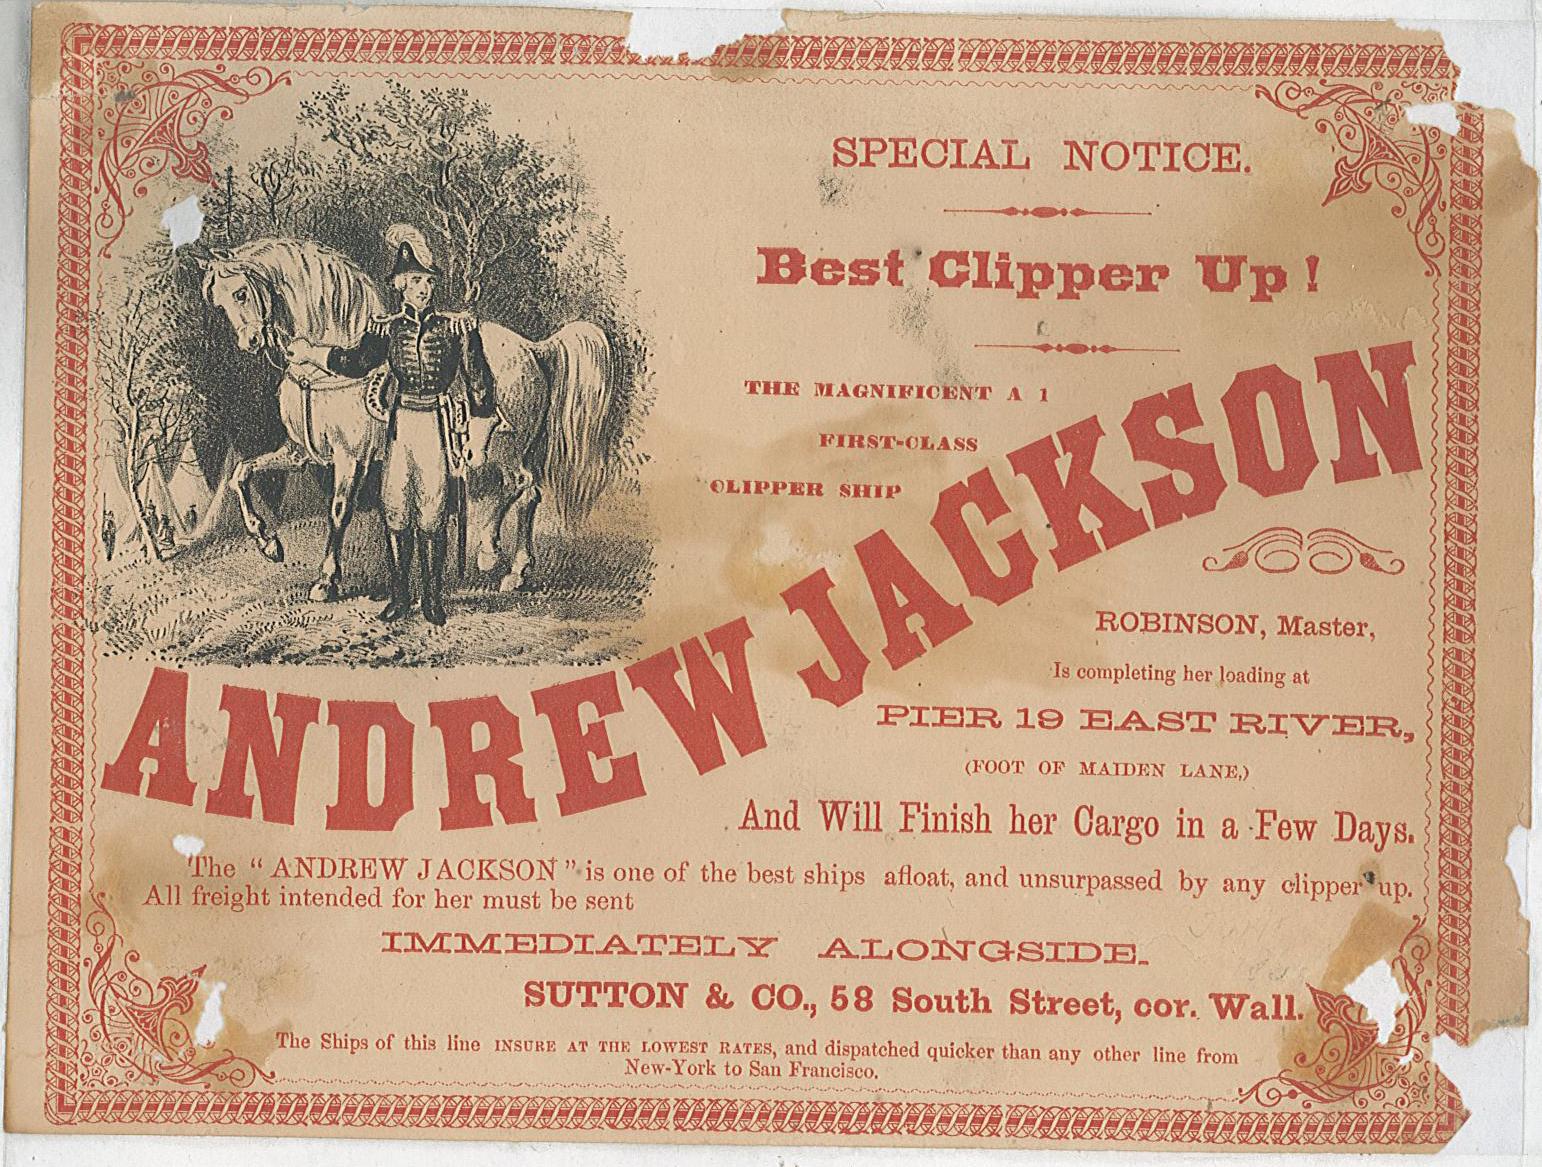 SPECIAL NOTICE.
Best Clipper Up!
THE MAGNIFICENT A 1
FIRST-CLASS
CLIPPER SHIP
ANDREW JACKSON
ROBINSON, Master,
Is completing her loading at
PIER 19 EAST RIVER,
(FOOT OF MAIDEN LANE,)
And Will Finish her Cargo in a Few Days.
The "ANDREW JACKSON" is one of the best ships afloat, and unsurpassed by any clipper up.
All freight intended for her must be sent
IMMEDIATELY ALONGSIDE.
SUTTON & CO., 58 South Street, cor. Wall.
The Ships of this line INSURE AT THE LOWEST RATES, and dispatched quicker than any other line from
New-York to San Francisco.